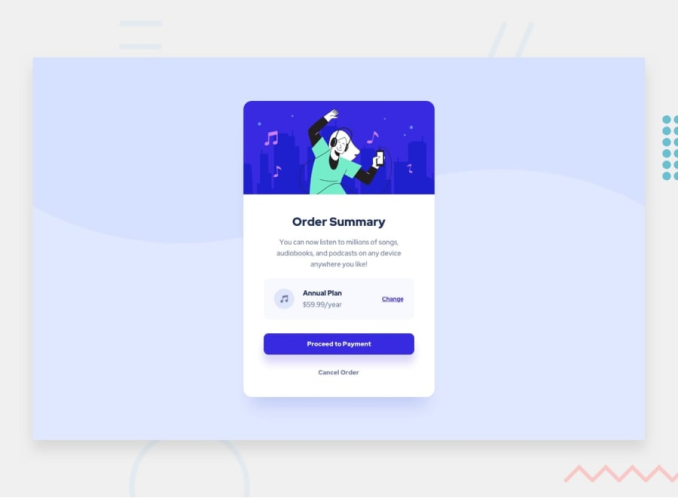 Order Summary
You can now listen to millions of songs,
audiobooks, and podcasts on any device
anywhere you like!
Annual Plan
$59.99/year
Change
Proceed to Payment
Cancel Order